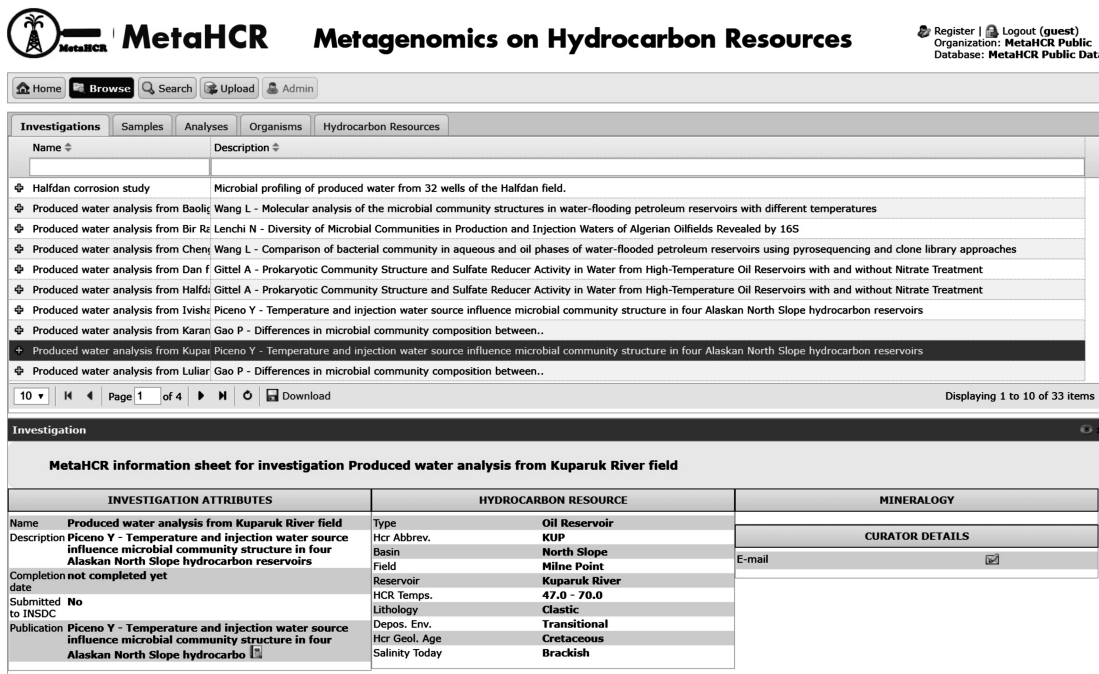 MetaHCR MetaHCR Metagenomics on Hydrocarbon Resources
Register | Logout (guest)
Organization: MetaHCR Public
Database: MetaHCR Public Data
Home Browse Search Upload Admin
Investigations Samples Analyses Organisms Hydrocarbon Resources
Name Description
Halfdan corrosion study Microbial profiling of produced water from 32 wells of the Halfdan field.
Produced water analysis from Baolig Wang L - Molecular analysis of the microbial community structures in water-flooding petroleum reservoirs with different temperatures
Produced water analysis from Bir Ra Lenchi N - Diversity of Microbial Communities in Production and Injection Waters of Algerian Oilfields Revealed by 16S
Produced water analysis from Cheng Wang L - Comparison of bacterial community in aqueous and oil phases of water-flooded petroleum reservoirs using pyrosequencing and clone library approaches
Produced water analysis from Dan f Gittel A - Prokaryotic Community Structure and Sulfate Reducer Activity in Water from High-Temperature Oil Reservoirs with and without Nitrate Treatment
Produced water analysis from Halfda Gittel A - Prokaryotic Community Structure and Sulfate Reducer Activity in Water from High-Temperature Oil Reservoirs with and without Nitrate Treatment
Produced water analysis from Ivisha Piceno Y - Temperature and injection water source influence microbial community structure in four Alaskan North Slope hydrocarbon reservoirs
Produced water analysis from Karan Gao P - Differences in microbial community composition between..
Produced water analysis from Kupar Piceno Y - Temperature and injection water source influence microbial community structure in four Alaskan North Slope hydrocarbon reservoirs
Produced water analysis from Luliar Gao P - Differences in microbial community composition between..
10 Page 1 of 4 Download Displaying 1 to 10 of 33 items
Investigation
MetaHCR information sheet for investigation Produced water analysis from Kuparuk River field
INVESTIGATION ATTRIBUTES
Name Produced water analysis from Kuparuk River field
Description Piceno Y - Temperature and injection water source
influence microbial community structure in four
Alaskan North Slope hydrocarbon reservoirs
Completion date not completed yet
Submitted to INSDC No
Publication Piceno Y - Temperature and injection water source
influence microbial community structure in four
Alaskan North Slope hydrocarbo
HYDROCARBON RESOURCE
Type Oil Reservoir
Hcr Abbrev. KUP
Basin North Slope
Field Milne Point
Reservoir Kuparuk River
HCR Temps. 47.0 - 70.0
Lithology Clastic
Depos. Env. Transitional
Hcr Geol. Age Cretaceous
Salinity Today Brackish
MINERALOGY
CURATOR DETAILS
E-mail